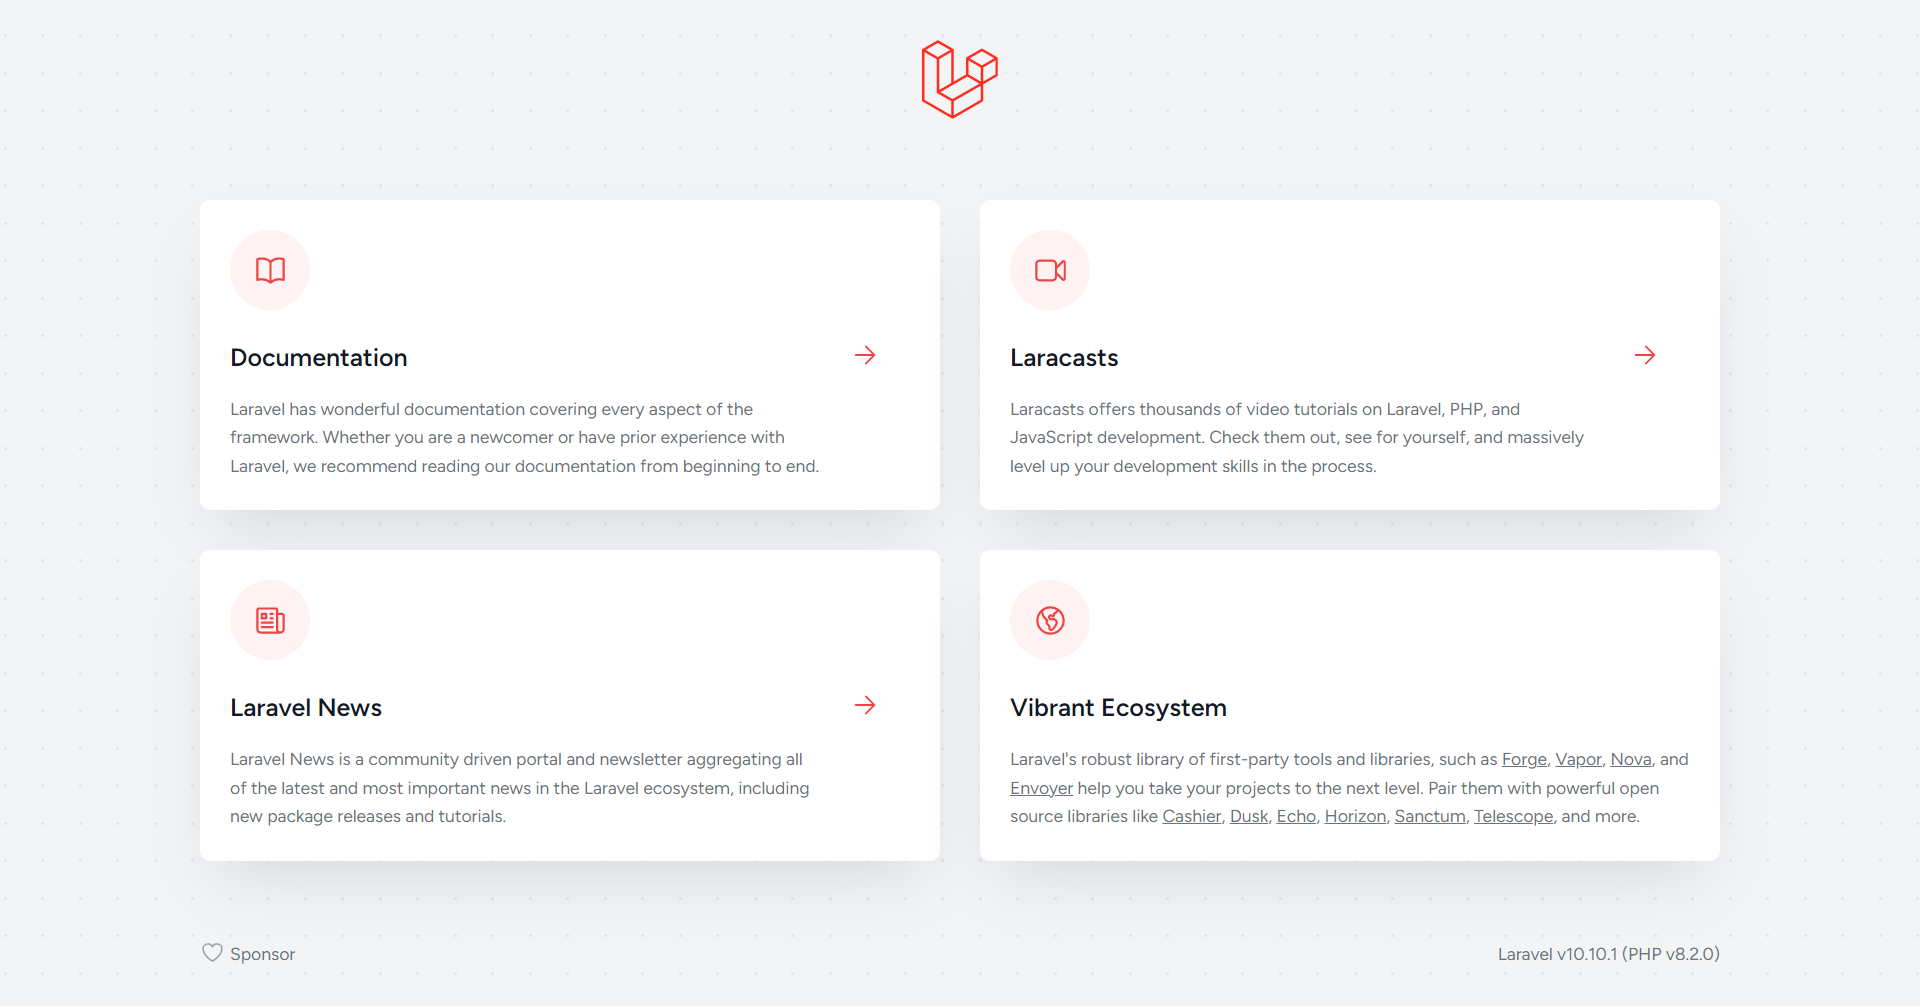 Documentation
Laravel has wonderful documentation covering every aspect of the
framework. Whether you are a newcomer or have prior experience with
Laravel, we recommend reading our documentation from beginning to end.
Laracasts
Laracasts offers thousands of video tutorials on Laravel, PHP, and
JavaScript development. Check them out, see for yourself, and massively
level up your development skills in the process.
Laravel News
Laravel News is a community driven portal and newsletter aggregating all
of the latest and most important news in the Laravel ecosystem, including
new package releases and tutorials.
Vibrant Ecosystem
Laravel's robust library of first-party tools and libraries, such as Forge, Vapor, Nova, and
Envoyer help you take your projects to the next level. Pair them with powerful open
source libraries like Cashier, Dusk, Echo, Horizon, Sanctum, Telescope, and more.
Sponsor
Laravel v10.10.1 (PHP v8.2.0)